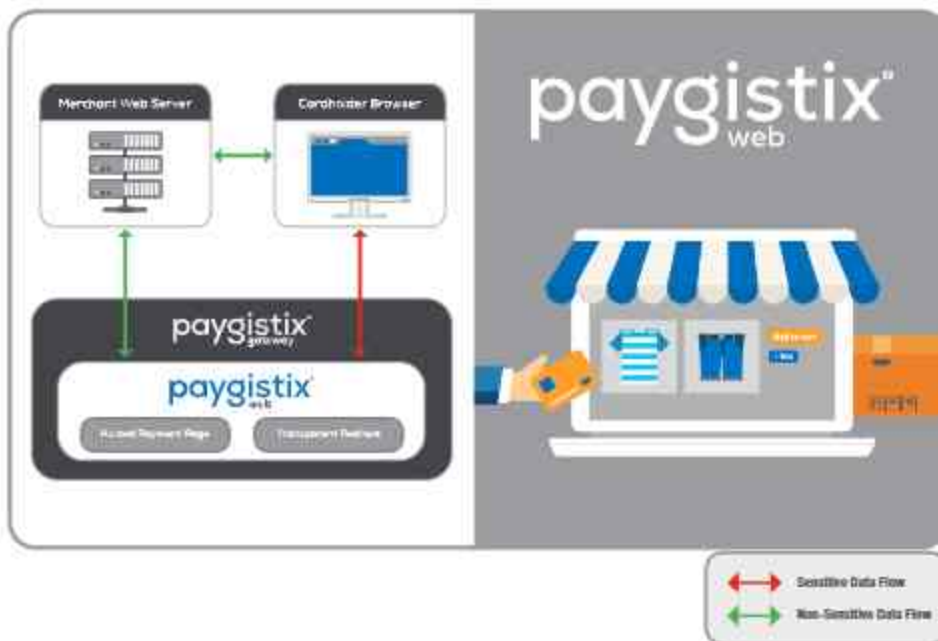 Merchant Web Server
Cardholder Browser
paygistix
gateway
paygistix
web
Hosted Payment Page
Transparent Redirect
paygistix
web
Sensitive Data Flow
Non-Sensitive Data Flow